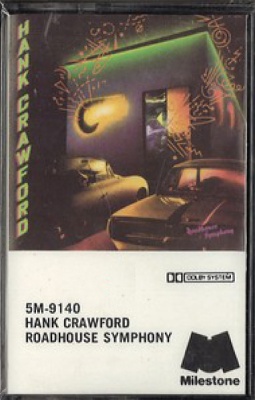 HANK CRAWFORD
Roadhouse
Symphony
DOLBY SYSTEM
5M-9140
HANK CRAWFORD
ROADHOUSE SYMPHONY
M
Milestone